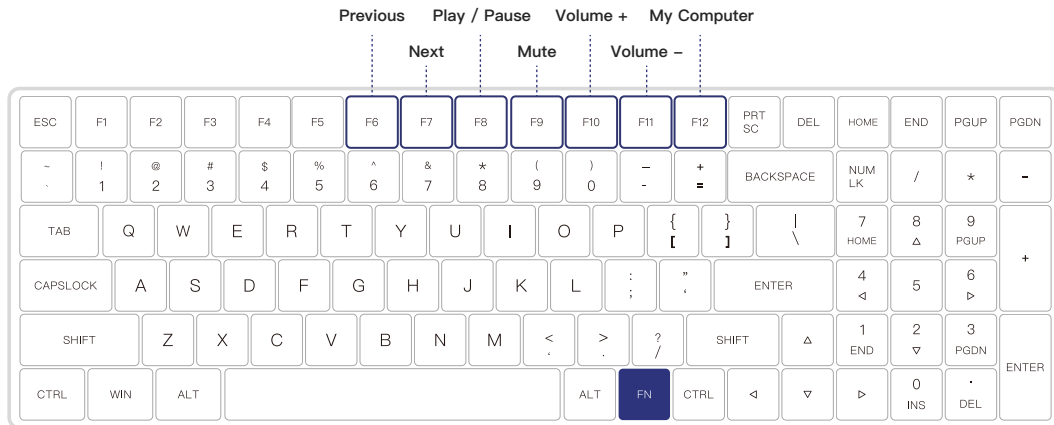 Previous Play / Pause Volume + My Computer
Next Mute Volume –
ESC F1 F2 F3 F4 F5 F6 F7 F8 F9 F10 F11 F12 PRT SC DEL HOME END PGUP PGDN
~ ! @ # $ % ^ & * ( ) — +
· 1 2 3 4 5 6 7 8 9 0 - = BACKSPACE NUM LK / * -
TAB Q W E R T Y U I O P { [ } ] | \ 7 HOME 8 △ 9 PGUP +
CAPSLOCK A S D F G H J K L : ; " ‘ ENTER 4 ◁ 5 6 ▷
SHIFT Z X C V B N M < ‘ > . ? / SHIFT △ 1 END 2 ▽ 3 PGDN ENTER
CTRL WIN ALT ALT FN CTRL ◁ ▽ ▷ 0 INS · DEL